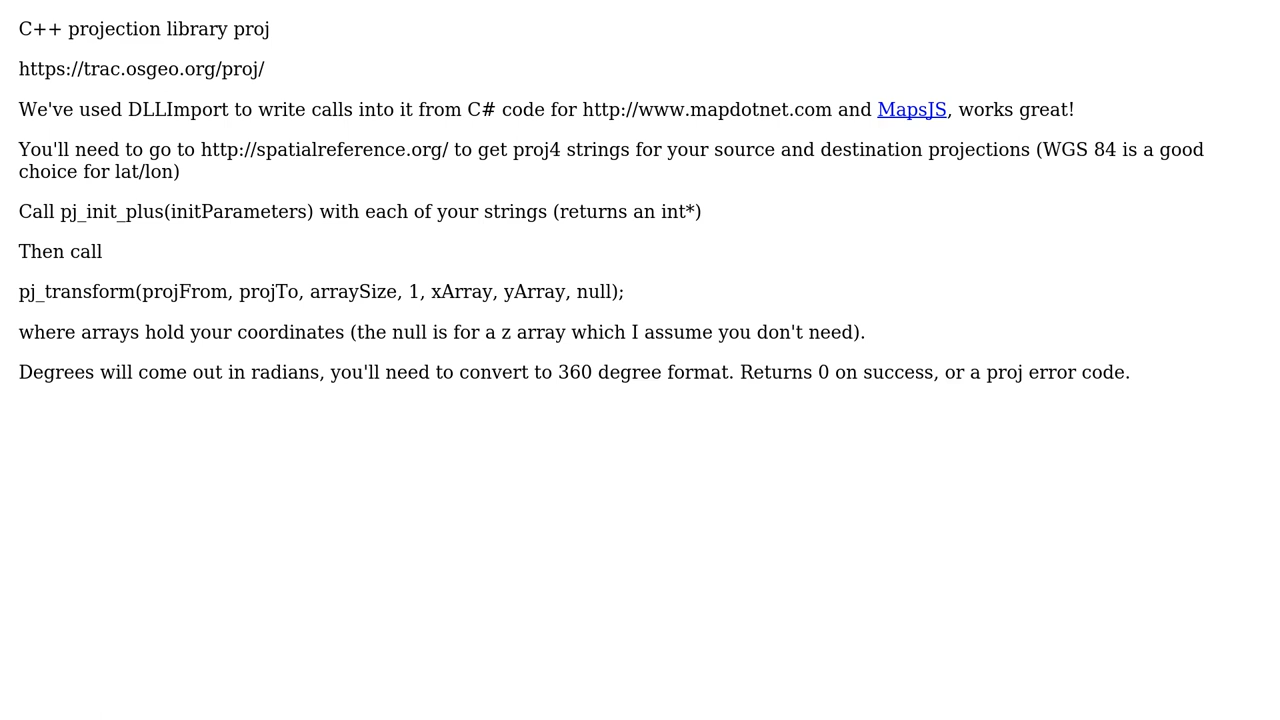 C++ projection library proj
https://trac.osgeo.org/proj/
We've used DLLImport to write calls into it from C# code for http://www.mapdotnet.com and MapsJS, works great!
You'll need to go to http://spatialreference.org/ to get proj4 strings for your source and destination projections (WGS 84 is a good
choice for lat/lon)
Call pj_init_plus(initParameters) with each of your strings (returns an int*)
Then call
pj_transform(projFrom, projTo, arraySize, 1, xArray, yArray, null);
where arrays hold your coordinates (the null is for a z array which I assume you don't need).
Degrees will come out in radians, you'll need to convert to 360 degree format. Returns 0 on success, or a proj error code.